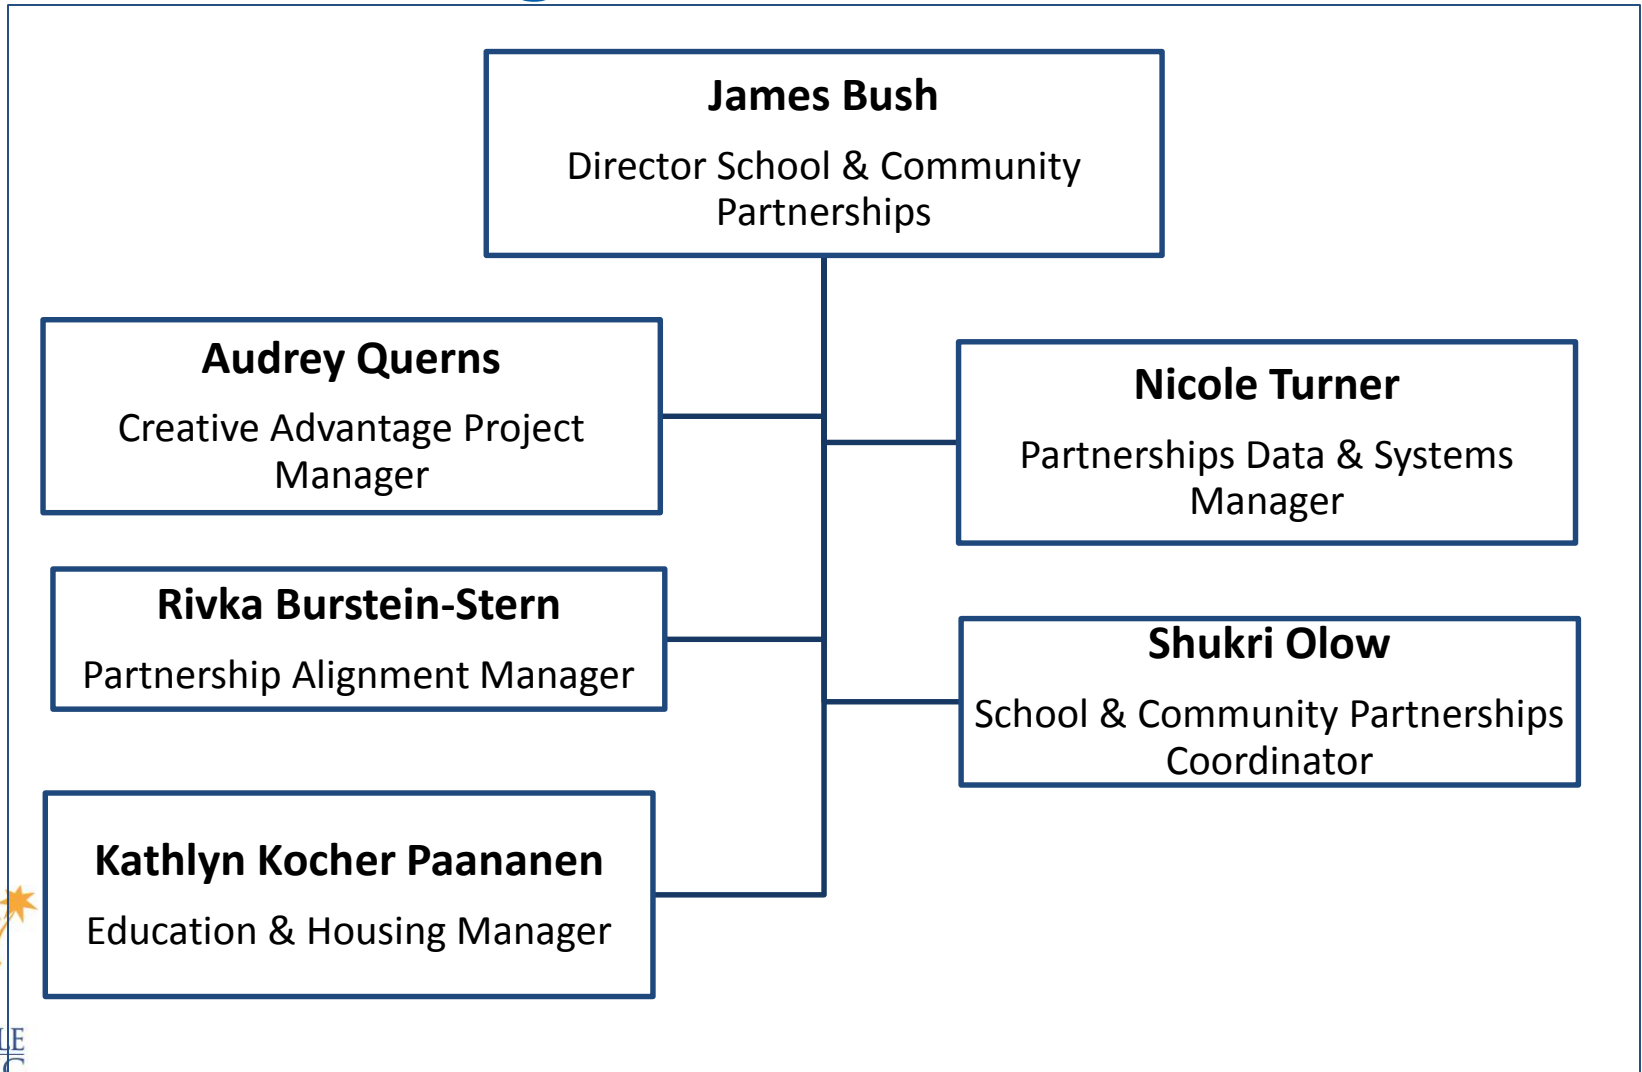 James Bush
Director School & Community
Partnerships
Audrey Querns
Creative Advantage Project
Manager
Nicole Turner
Partnerships Data & Systems
Manager
Rivka Burstein-Stern
Partnership Alignment Manager
Shukri Olow
School & Community Partnerships
Coordinator
Kathlyn Kocher Paananen
Education & Housing Manager
LE
C